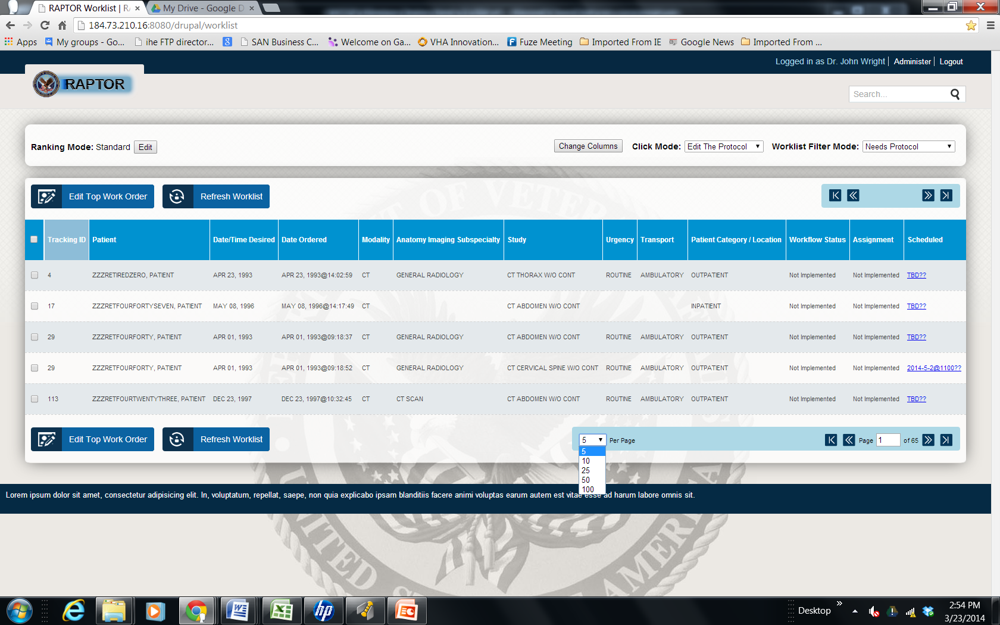 RAPTOR Worklist | R
My Drive - Google D
184.73.210.16:8080/drupal/worklist
Apps My groups - Go... ihe FTP director... SAN Business C... Welcome on Ga... VHA Innovation... Fuze Meeting Imported From IE Google News Imported From ...
Logged in as Dr. John Wright Administer Logout
RAPTOR
Search...
Ranking Mode: Standard Edit Change Columns Click Mode: Edit The Protocol Worklist Filter Mode: Needs Protocol
Edit Top Work Order Refresh Worklist
Tracking ID Patient Date/Time Desired Date Ordered Modality Anatomy Imaging Subspecialty Study Urgency Transport Patient Category / Location Workflow Status Assignment Scheduled
4 ZZZRETIREDZERO, PATIENT APR 23, 1993 APR 23, 1993@14:02:59 CT GENERAL RADIOLOGY CT THORAX W/O CONT ROUTINE AMBULATORY OUTPATIENT Not Implemented Not Implemented TBD??
17 ZZZRETFOURFORTYSEVEN, PATIENT MAY 08, 1996 MAY 08, 1996@14:17:49 CT CT ABDOMEN W/O CONT INPATIENT Not Implemented Not Implemented TBD??
29 ZZZRETFOURFORTY, PATIENT APR 01, 1993 APR 01, 1993@09:18:37 CT GENERAL RADIOLOGY CT ABDOMEN W/O CONT ROUTINE AMBULATORY OUTPATIENT Not Implemented Not Implemented TBD??
29 ZZZRETFOURFORTY, PATIENT APR 01, 1993 APR 01, 1993@09:18:52 CT GENERAL RADIOLOGY CT CERVICAL SPINE W/O CONT ROUTINE AMBULATORY OUTPATIENT Not Implemented Not Implemented 2014-5-2@1100??
113 ZZZRETFOURTWENTYTHREE, PATIENT DEC 23, 1997 DEC 23, 1997@10:32:45 CT CT SCAN CT ABDOMEN W/O CONT ROUTINE AMBULATORY OUTPATIENT Not Implemented Not Implemented TBD??
Edit Top Work Order Refresh Worklist 5 Per Page Page 1 of 65
5
10
25
50
100
Lorem ipsum dolor sit amet, consectetur adipisicing elit. In, voluptatum, repellat, saepe, non quia explicabo ipsam blanditiis facere animi voluptas earum autem est vitae esse ad harum labore omnis sit.
OF VETER
UNITED
AMERICA
Desktop
2:54 PM
3/23/2014